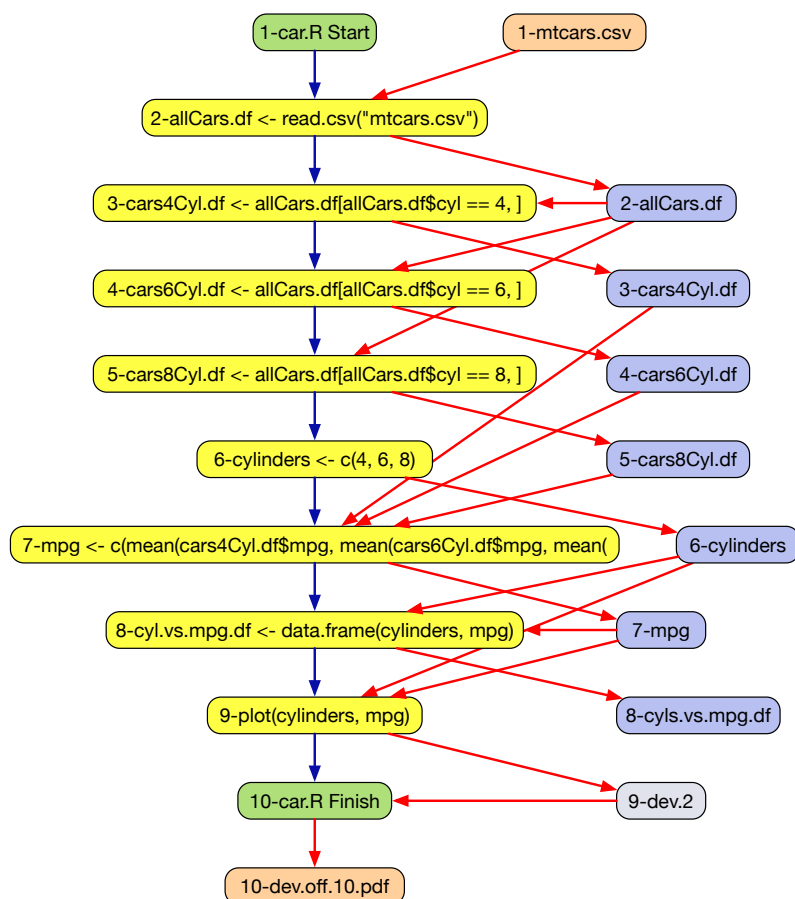 1-car.R Start
1-mtcars.csv
2-allCars.df <- read.csv("mtcars.csv")
3-cars4Cyl.df <- allCars.df[allCars.df$cyl == 4, ]
2-allCars.df
4-cars6Cyl.df <- allCars.df[allCars.df$cyl == 6, ]
3-cars4Cyl.df
5-cars8Cyl.df <- allCars.df[allCars.df$cyl == 8, ]
4-cars6Cyl.df
6-cylinders <- c(4, 6, 8)
5-cars8Cyl.df
7-mpg <- c(mean(cars4Cyl.df$mpg, mean(cars6Cyl.df$mpg, mean(
6-cylinders
8-cyl.vs.mpg.df <- data.frame(cylinders, mpg)
7-mpg
9-plot(cylinders, mpg)
8-cyls.vs.mpg.df
10-car.R Finish
9-dev.2
10-dev.off.10.pdf